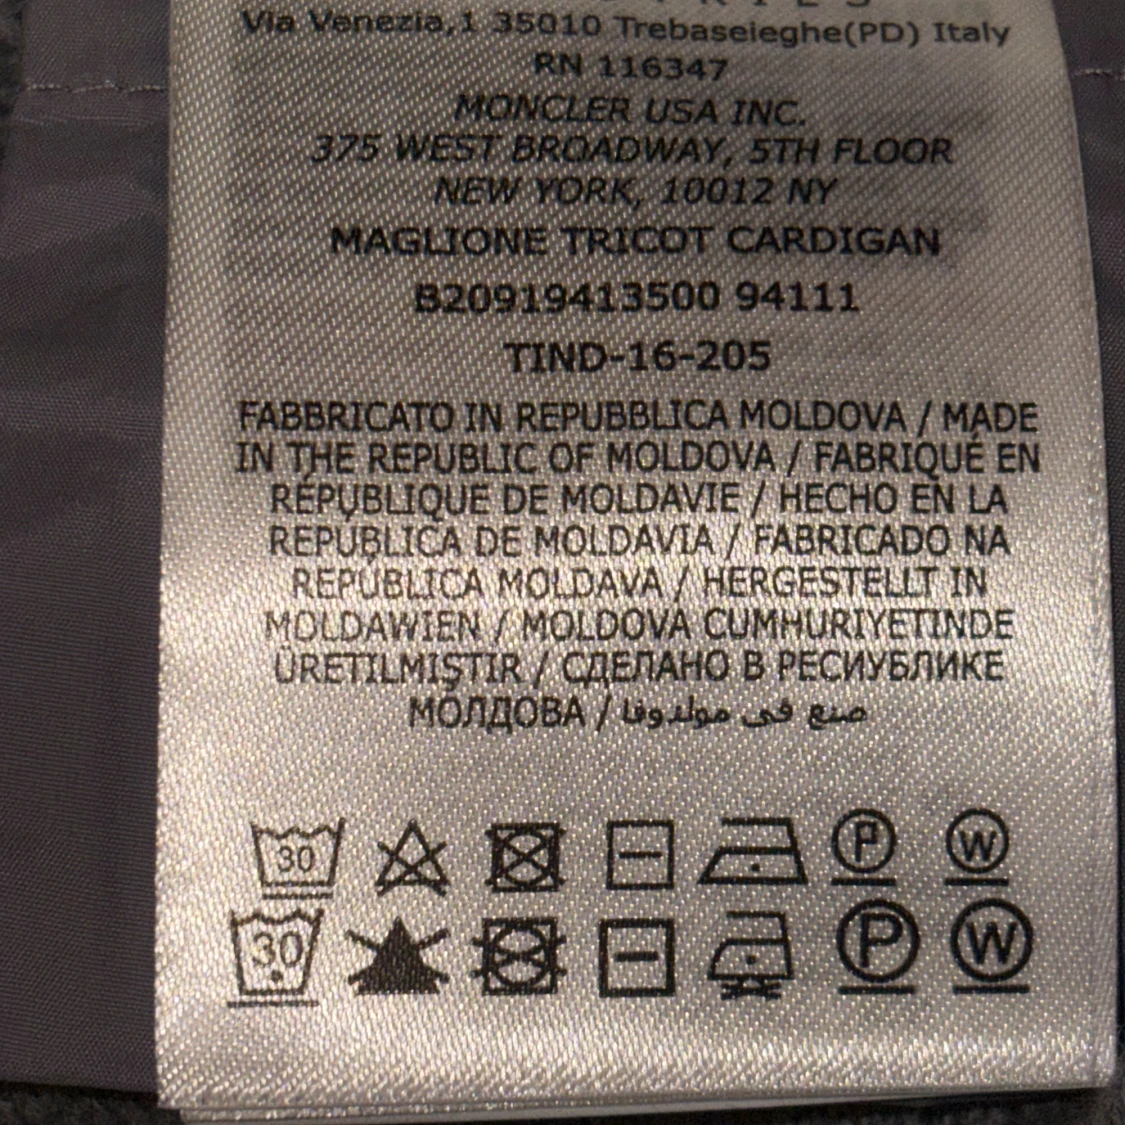 Via Venezia,1 35010 Trebaseleghe(PD) Italy
RN 116347
MONCLER USA INC.
375 WEST BROADWAY, 5TH FLOOR
NEW YORK, 10012 NY
MAGLIONE TRICOT CARDIGAN
B20919413500 94111
TIND-16-205
FABBRICATO IN REPUBBLICA MOLDOVA / MADE
IN THE REPUBLIC OF MOLDOVA / FABRIQUÉ EN
RÉPUBLIQUE DE MOLDAVIE / HECHO EN LA
REPÚBLICA DE MOLDAVIA / FABRICADO NA
REPÚBLICA MOLDAVA / HERGESTELLT IN
MOLDAWIEN / MOLDOVA CUMHURIYETINDE
ÜRETILMIŞTIR / СДЕЛАНО В РЕСИУБЛИКЕ
МОЛДОВА / صنع في مولدوفا
30 P W
30 P W